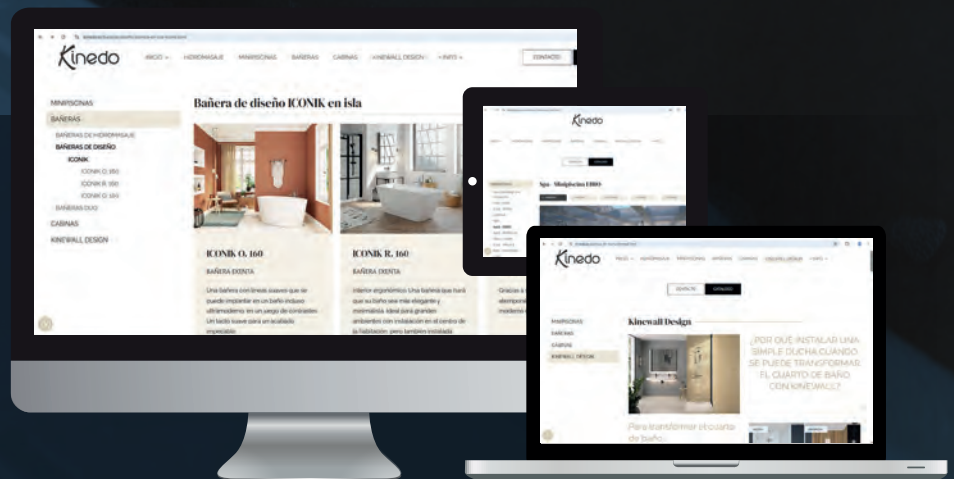 Kinedo
INICIO HIDROMASAJE MINIPISCINAS BAÑERAS CABINAS KINEWALL DESIGN +INFO
CONTACTO
MINIPISCINAS
BAÑERAS
BAÑERAS DE HIDROMASAJE
BAÑERAS DE DISEÑO
ICONIK
ICONIK O. 160
ICONIK R. 160
BAÑERAS DUO
CABINAS
KINEWALL DESIGN
Bañera de diseño ICONIK en isla
ICONIK O. 160
BAÑERA EXENTA
Una bañera con líneas suaves que se
puede implantar en un baño incluso
ultramoderno en un juego de contrastes.
Un tacto suave para un acabado
impecable.
ICONIK R. 160
BAÑERA EXENTA
Interior ergonómico. Una bañera que hará
que su baño sea más elegante y
minimalista. Ideal para grandes
ambientes con instalación en el centro de
la habitación, pero también instalada
Gracias a
atemporal
moderno
Kinedo
Spa - Minipiscina EBRO
Kinedo
INICIO HIDROMASAJE MINIPISCINAS BAÑERAS CABINAS KINEWALL DESIGN +INFO
CONTACTO CATÁLOGO
MINIPISCINAS
BAÑERAS
CABINAS
KINEWALL DESIGN
Kinewall Design
¿POR QUÉ INSTALAR UNA
SIMPLE DUCHA CUANDO
SE PUEDE TRANSFORMAR
EL CUARTO DE BAÑO
CON KINEWALL?
Para transformar el cuarto
de baño